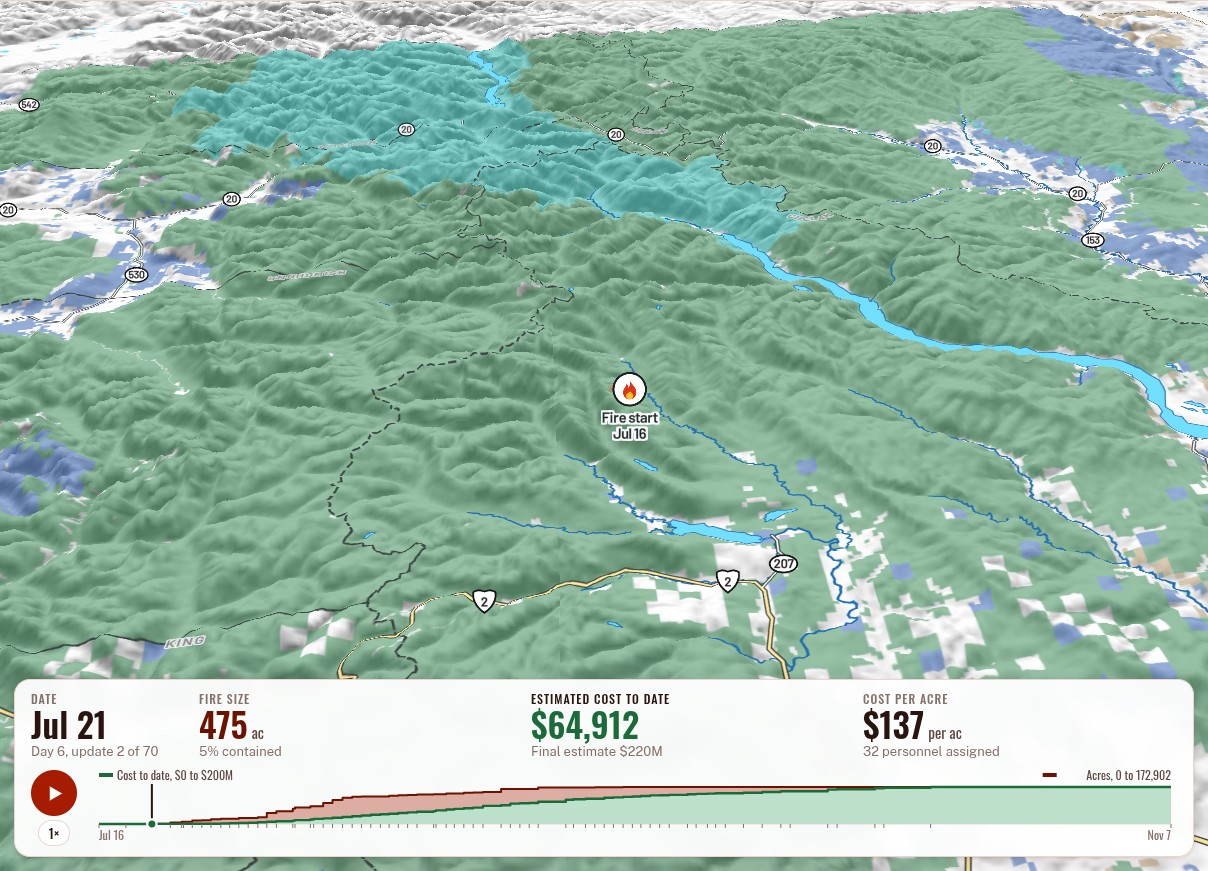 542
20
20
20
20
20
20
153
530
Fire start
Jul 16
207
2
2
KING
DATE
Jul 21
Day 6, update 2 of 70
FIRE SIZE
475 ac
5% contained
ESTIMATED COST TO DATE
$64,912
Final estimate $220M
COST PER ACRE
$137 per ac
32 personnel assigned
Cost to date, $0 to $200M
Acres, 0 to 172,902
1×
Jul 16
Nov 7